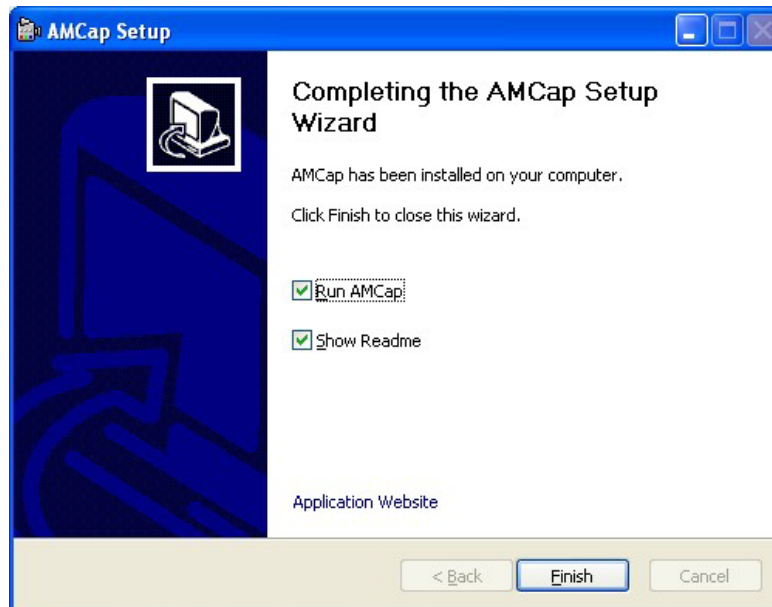 AMCap Setup
Completing the AMCap Setup
Wizard
AMCap has been installed on your computer.
Click Finish to close this wizard.
Run AMCap
Show Readme
Application Website
< Back Finish Cancel